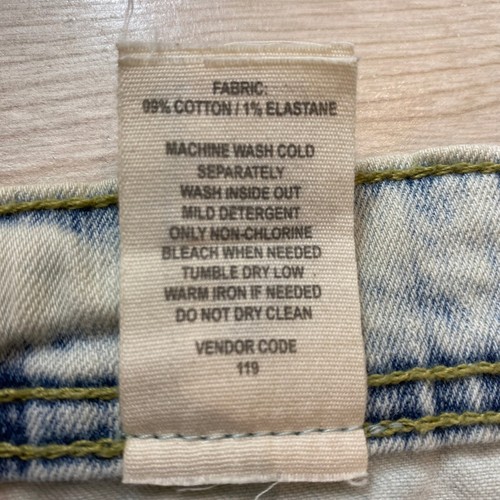 FABRIC:
99% COTTON / 1% ELASTANE
MACHINE WASH COLD
SEPARATELY
WASH INSIDE OUT
MILD DETERGENT
ONLY NON-CHLORINE
BLEACH WHEN NEEDED
TUMBLE DRY LOW
WARM IRON IF NEEDED
DO NOT DRY CLEAN
VENDOR CODE
119